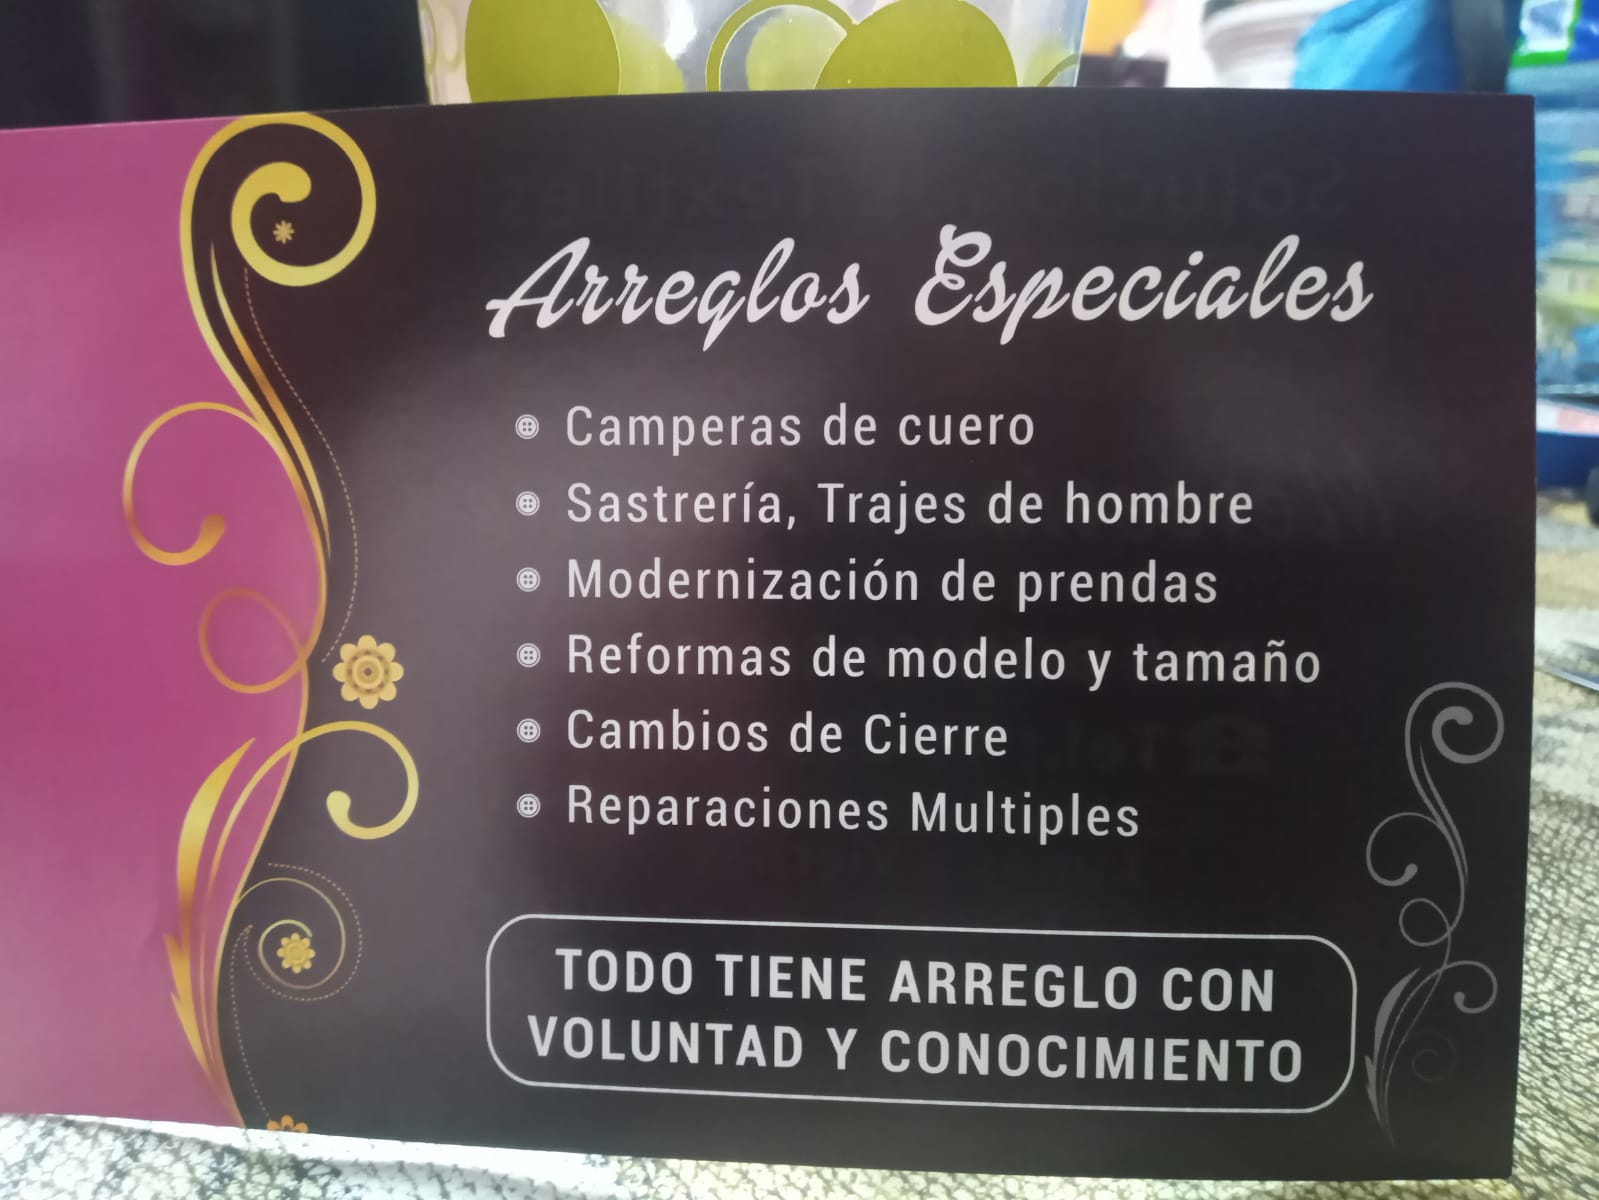 Arreglos Especiales
Camperas de cuero
Sastrería, Trajes de hombre
Modernización de prendas
Reformas de modelo y tamaño
Cambios de Cierre
Reparaciones Multiples
TODO TIENE ARREGLO CON
VOLUNTAD Y CONOCIMIENTO